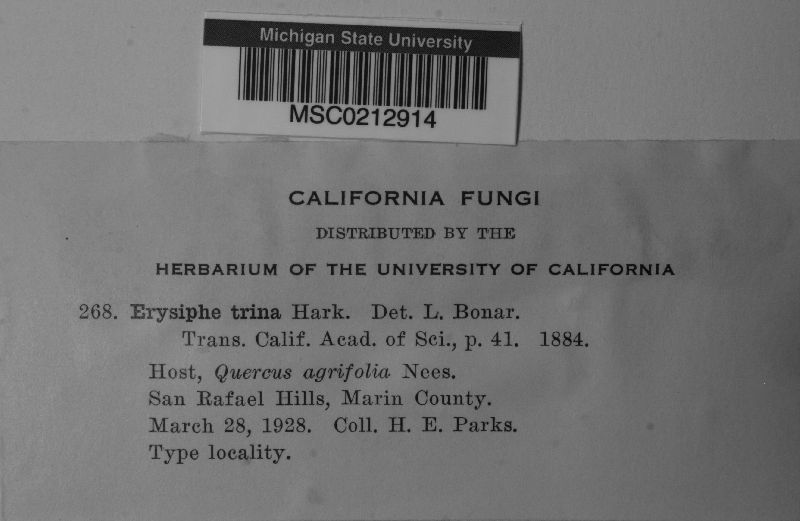 Michigan State University
MSC0212914
CALIFORNIA FUNGI
DISTRIBUTED BY THE
HERBARIUM OF THE UNIVERSITY OF CALIFORNIA
268. Erysiphe trina Hark. Det. L. Bonar.
Trans. Calif. Acad. of Sci., p. 41. 1884.
Host, Quercus agrifolia Nees.
San Rafael Hills, Marin County.
March 28, 1928. Coll. H. E. Parks.
Type locality.